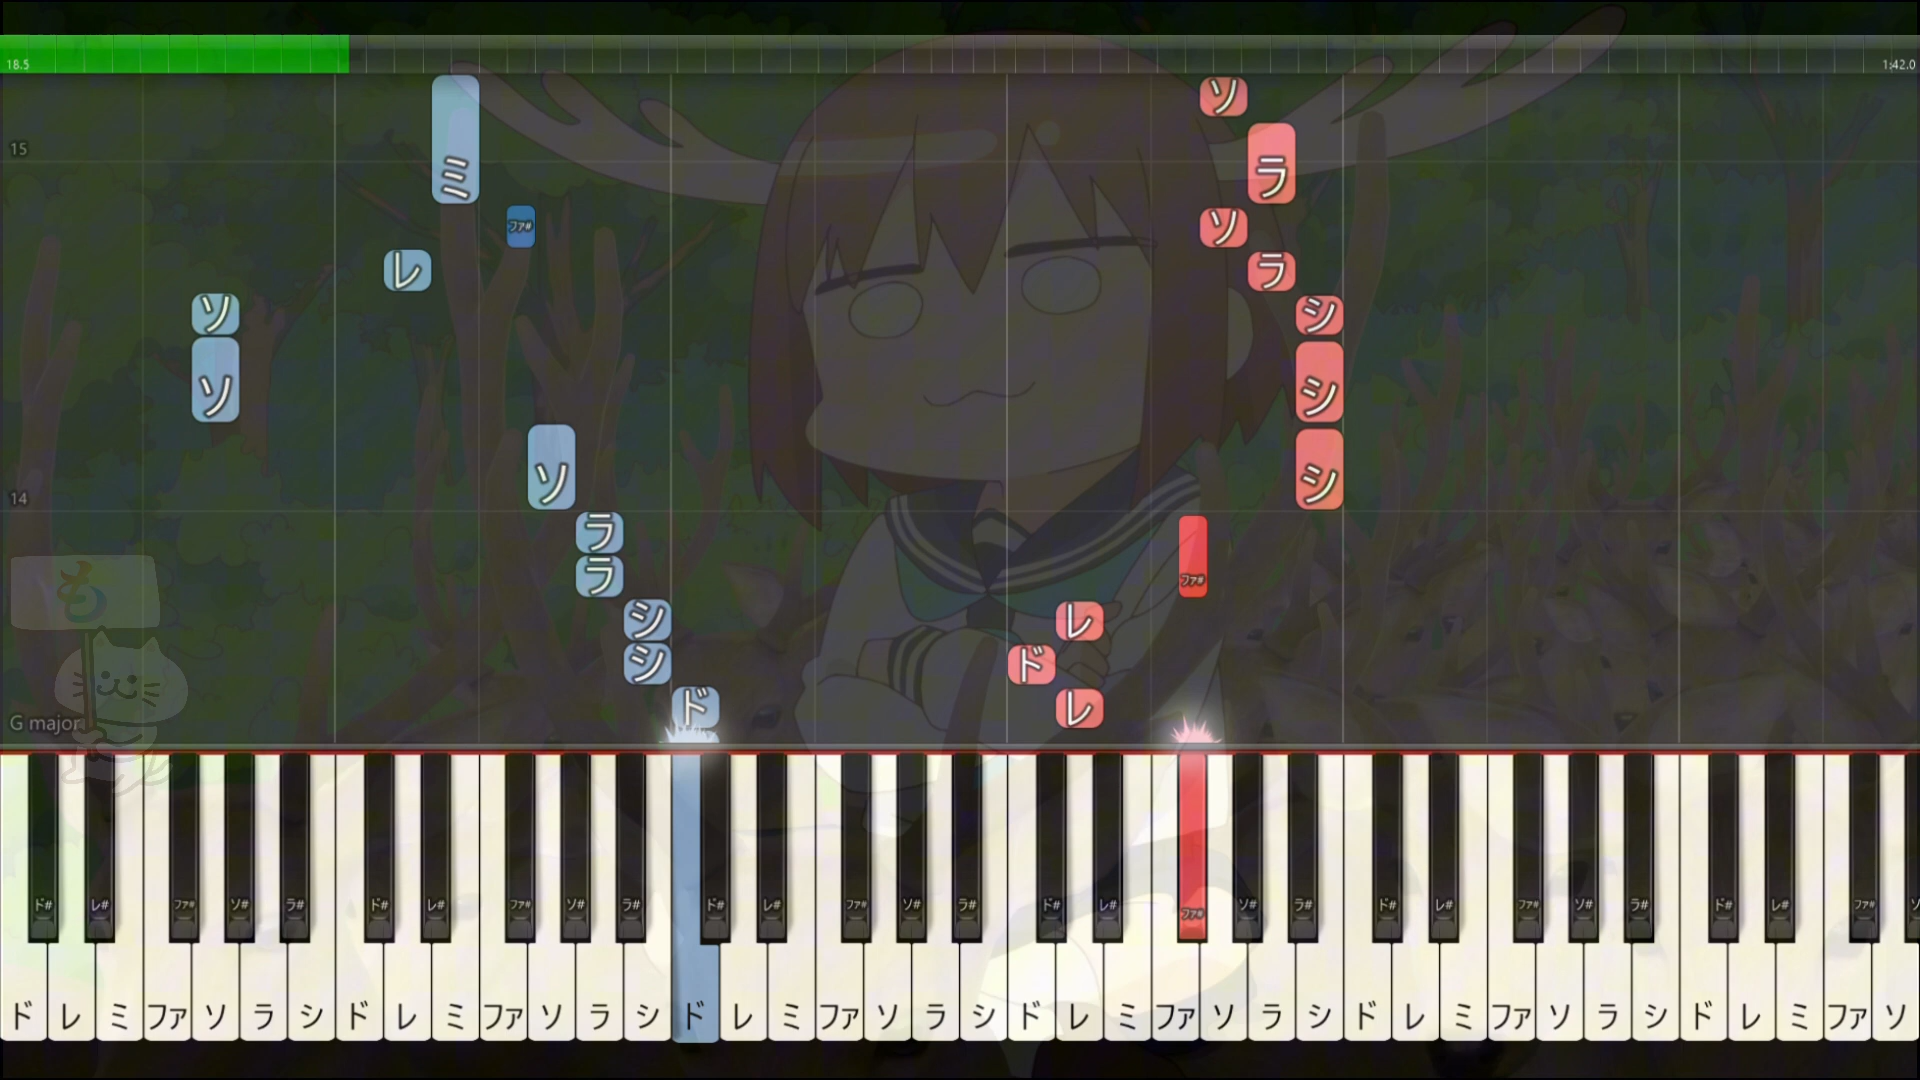 18.5
1:42.0
ソ
ミ ラ
15
ファ# ソ
レ ラ
ソ シ
ソ シ
ソ シ
14
ラ
ラ ファ#
も
シ レ
シ ド
ド レ
G major
ド# レ# ファ# ソ# ラ# ド# レ# ファ# ソ# ラ# ド# レ# ファ# ソ# ラ# ド# レ# ファ# ソ# ラ# ド# レ# ファ# ソ# ラ# ド# レ# ファ# ソ
ド レ ミ ファ ソ ラ シ ド レ ミ ファ ソ ラ シ ド レ ミ ファ ソ ラ シ ド レ ミ ファ ソ ラ シ ド レ ミ ファ ソ ラ シ ド レ ミ ファ ソ